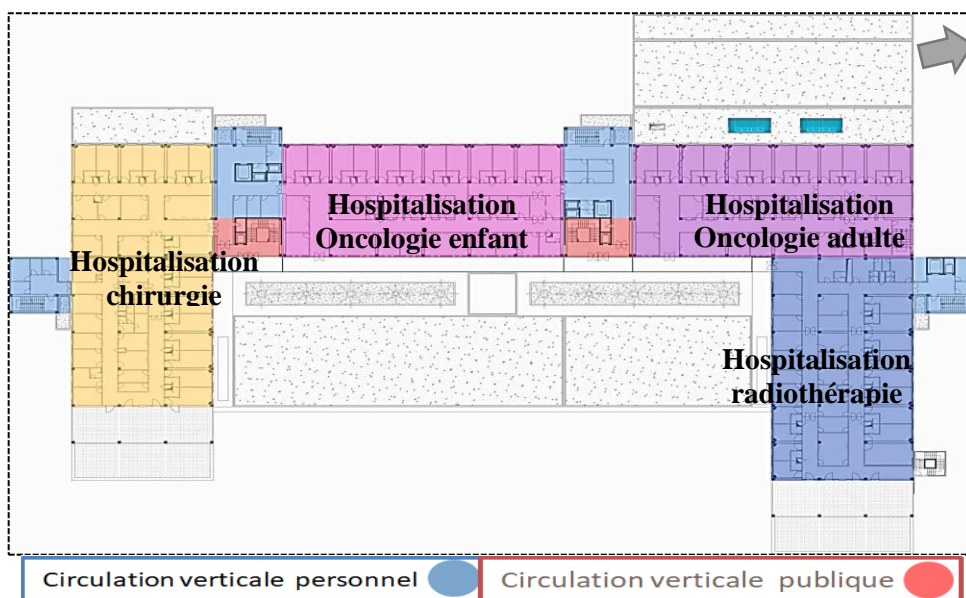 Hospitalisation
Oncologie enfant
Hospitalisation
Oncologie adulte
Hospitalisation
chirurgie
Hospitalisation
radiothérapie
Circulation verticale personnel
Circulation verticale publique